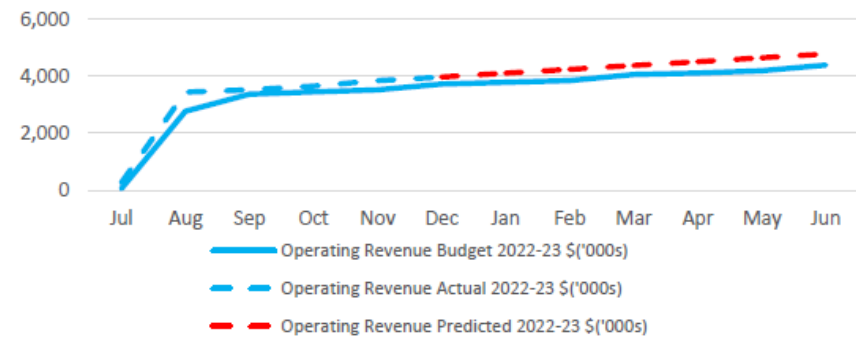 6,000
4,000
2,000
0
Jul Aug Sep Oct Nov Dec Jan Feb Mar Apr May Jun
Operating Revenue Budget 2022-23 $('000s)
Operating Revenue Actual 2022-23 $('000s)
Operating Revenue Predicted 2022-23 $('000s)